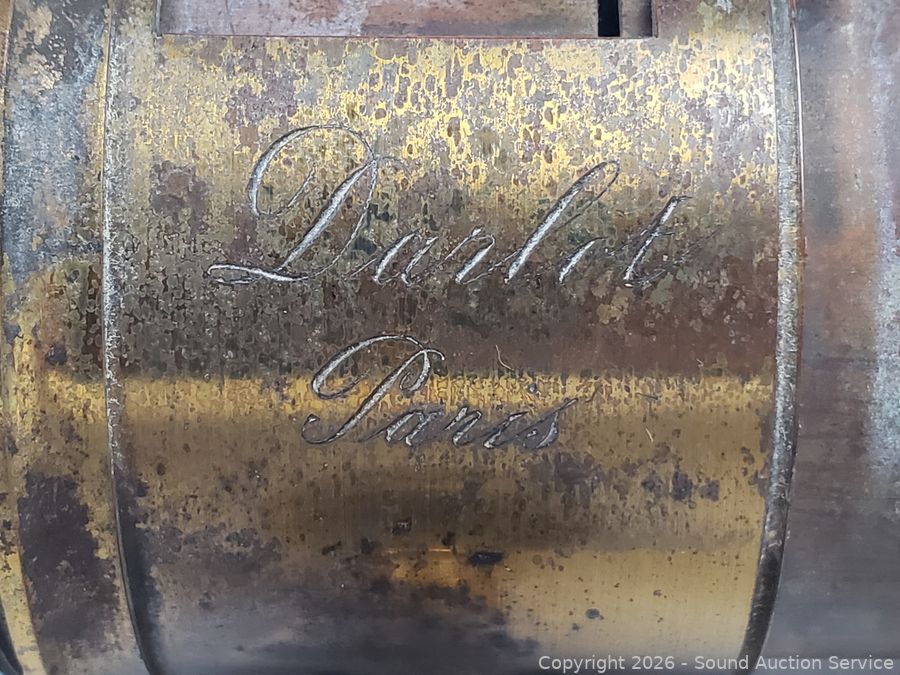 Darlot
Paris
Copyright © 2026 - Sound Auction Service